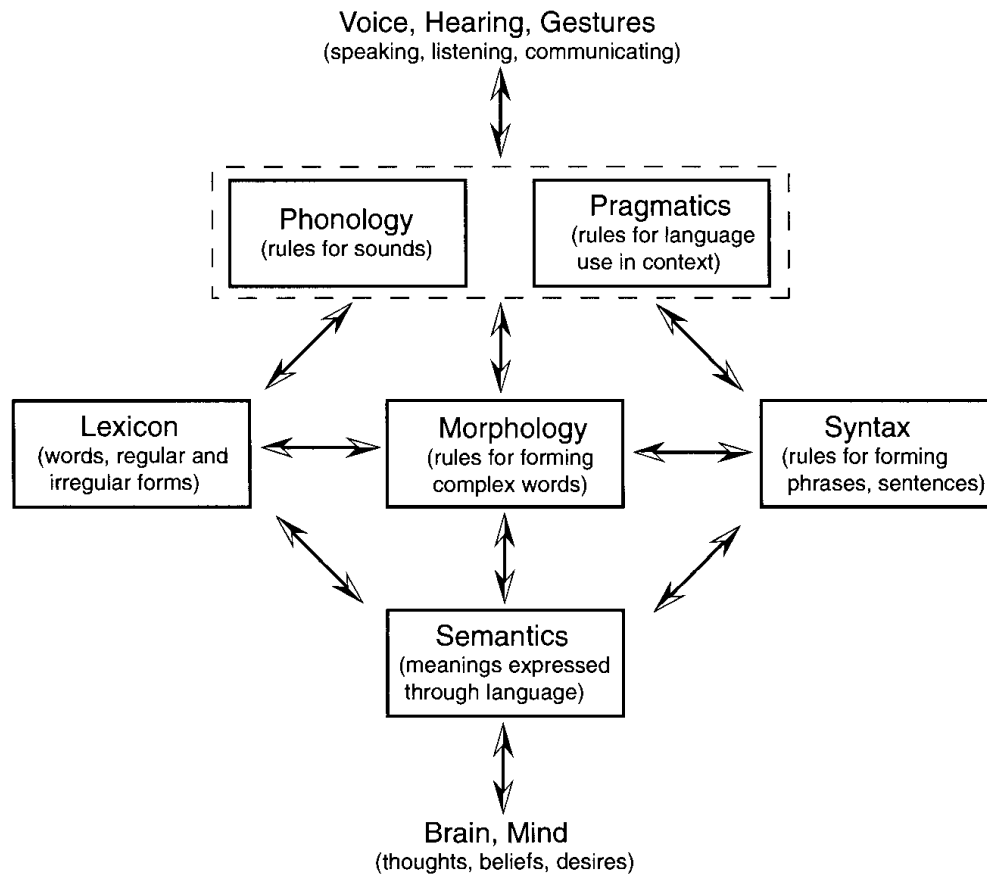 Voice, Hearing, Gestures
(speaking, listening, communicating)
Phonology
(rules for sounds)
Pragmatics
(rules for language
use in context)
Lexicon
(words, regular and
irregular forms)
Morphology
(rules for forming
complex words)
Syntax
(rules for forming
phrases, sentences)
Semantics
(meanings expressed
through language)
Brain, Mind
(thoughts, beliefs, desires)